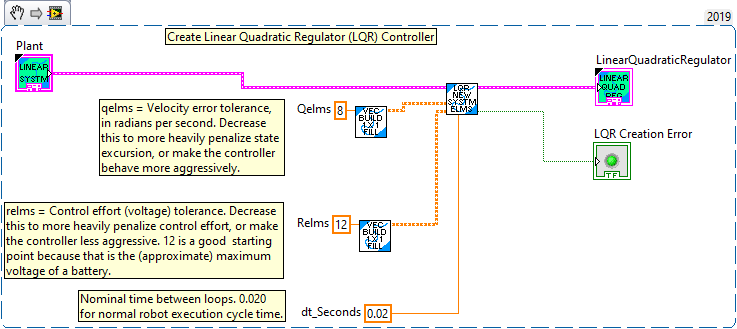 2019
Create Linear Quadratic Regulator (LQR) Controller
Plant
LINEAR
SYSTM
LinearQuadraticRegulator
LINEAR
QUAD
REG
LQR
NEW
SYSTM
ELMS
qelms = Velocity error tolerance,
in radians per second. Decrease
this to more heavily penalize state
excursion, or make the controller
behave more aggressively.
Qelms
8
VEC
BUILD
LX1
FILL
LQR Creation Error
TF
relms = Control effort (voltage) tolerance. Decrease
this to more heavily penalize control effort, or make
the controller less aggressive. 12 is a good starting
point because that is the (approximate) maximum
voltage of a battery.
Relms
12
VEC
BUILD
LX1
FILL
Nominal time between loops. 0.020
for normal robot execution cycle time.
dt_Seconds
0.02